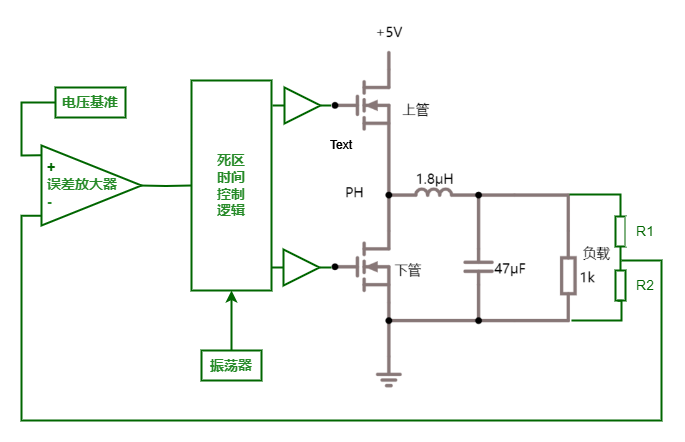 +5V
电压基准
上管
+
误差放大器
-
死区
时间
控制
逻辑
Text
PH
1.8μH
R1
负载
1k
R2
下管
47μF
振荡器